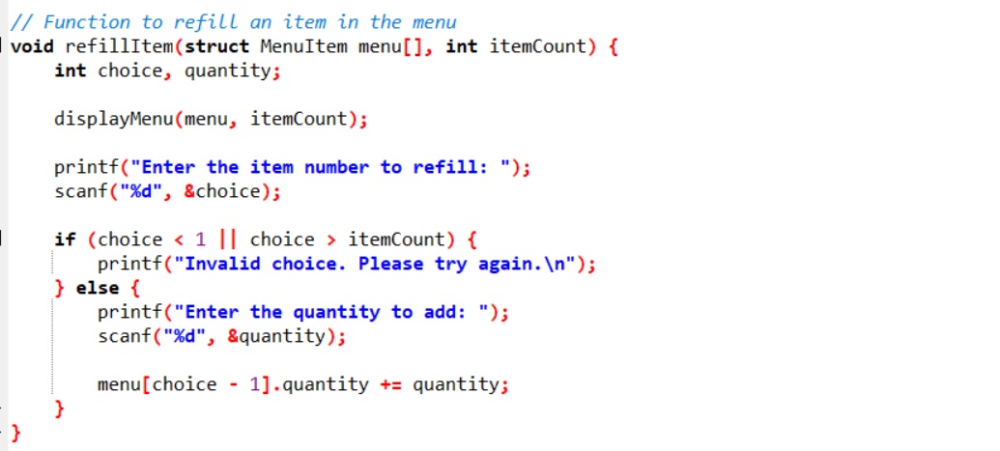 // Function to refill an item in the menu
void refillItem(struct MenuItem menu[], int itemCount) {
    int choice, quantity;

    displayMenu(menu, itemCount);

    printf("Enter the item number to refill: ");
    scanf("%d", &choice);

    if (choice < 1 || choice > itemCount) {
        printf("Invalid choice. Please try again.\n");
    } else {
        printf("Enter the quantity to add: ");
        scanf("%d", &quantity);

        menu[choice - 1].quantity += quantity;
    }
}